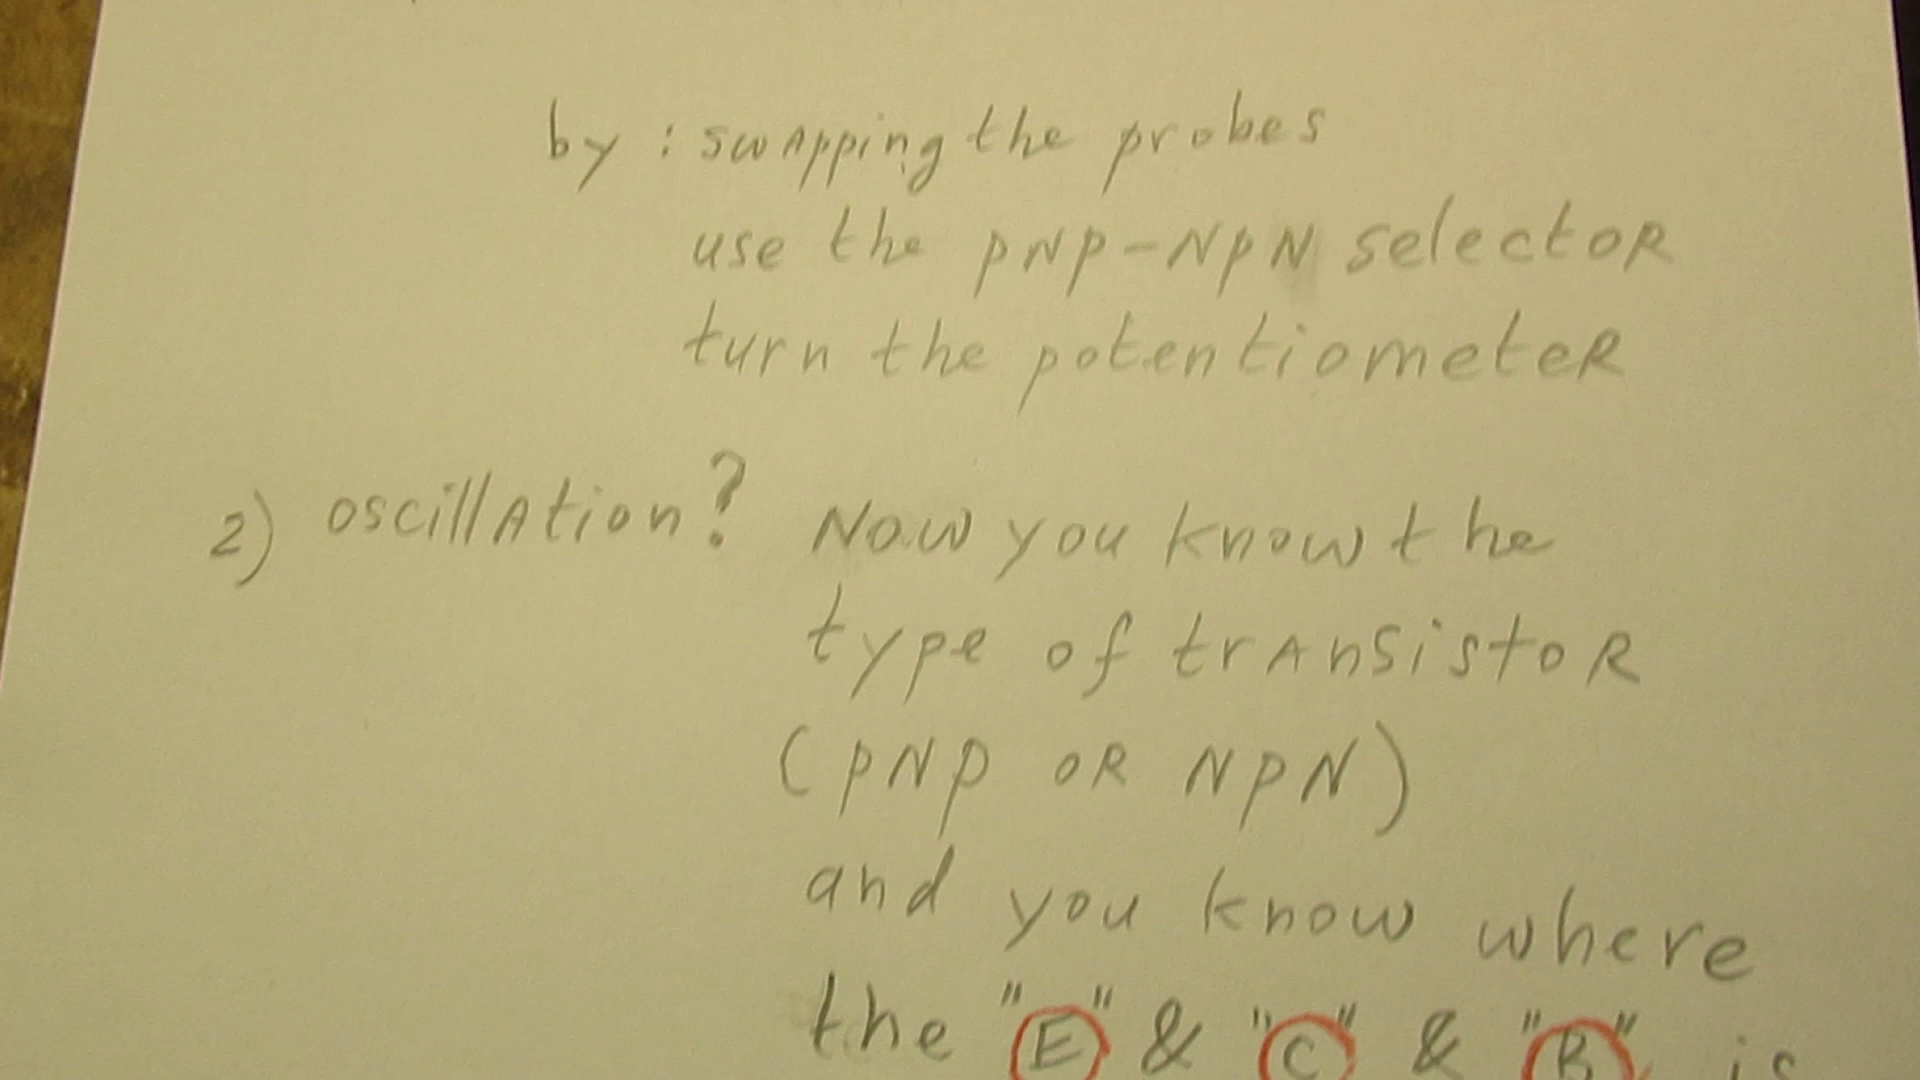 by : swApping the probes
use the pNp-NpN selectoR
turn the potentiometeR
2) oscillAtion? Now you know the
type of trAnsistoR
(pNp OR NpN)
and you know where
the "E" & "C" & "B" is